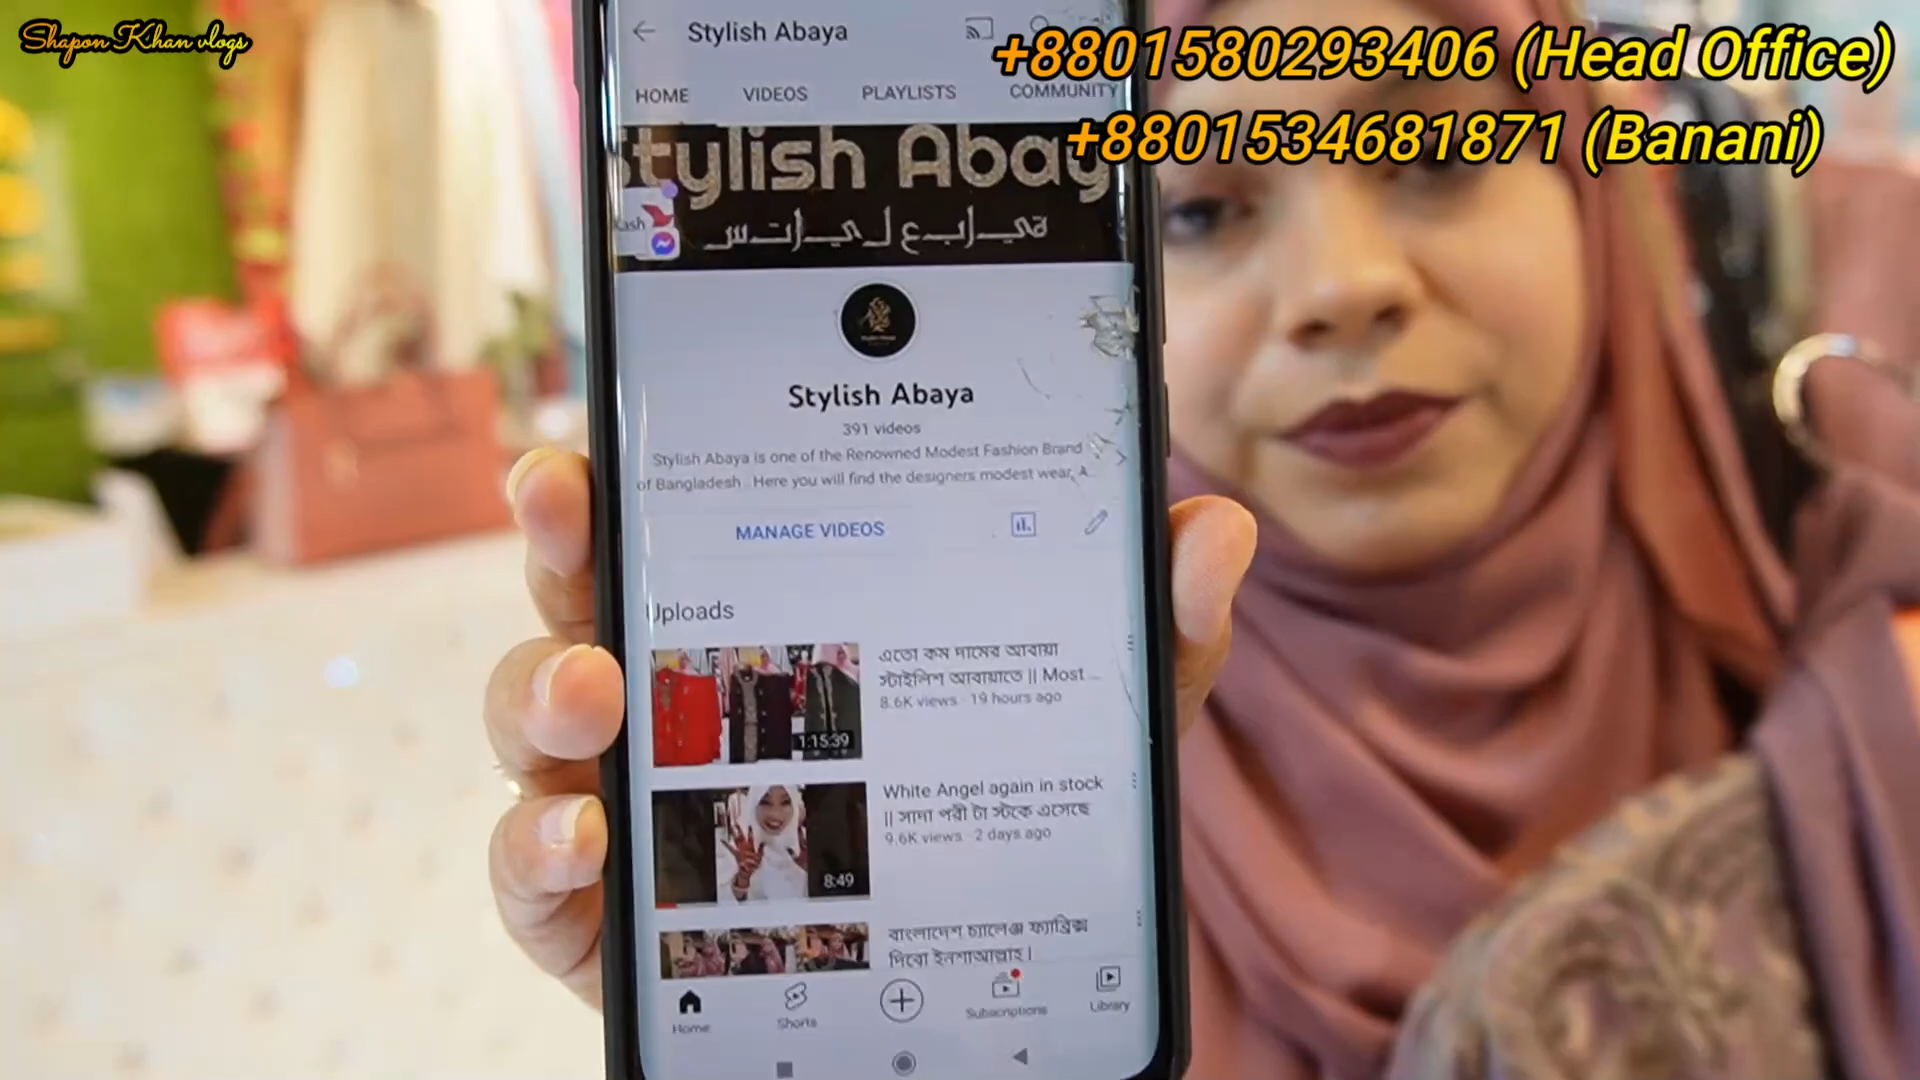 Shapon Khan vlogs
+8801580293406 (Head Office)
+8801534681871 (Banani)
Stylish Abaya
HOME VIDEOS PLAYLISTS COMMUNITY
Stylish Abay
Stylish Abaya
391 videos
Stylish Abaya is one of the Renowned Modest Fashion Brand
of Bangladesh . Here you will find the designers modest wear, A...
MANAGE VIDEOS
Uploads
এতো কম দামের আবায়া
স্টাইলিশ আবায়াতে || Most ...
8.6K views · 19 hours ago
1:15:39
White Angel again in stock
|| সাদা পরী টা স্টকে এসেছে
9.6K views · 2 days ago
8:49
বাংলাদেশ চ্যালেঞ্জ ফ্যাব্রিক্স
দিবো ইনশাআল্লাহ |
Home Shorts Subscriptions Library